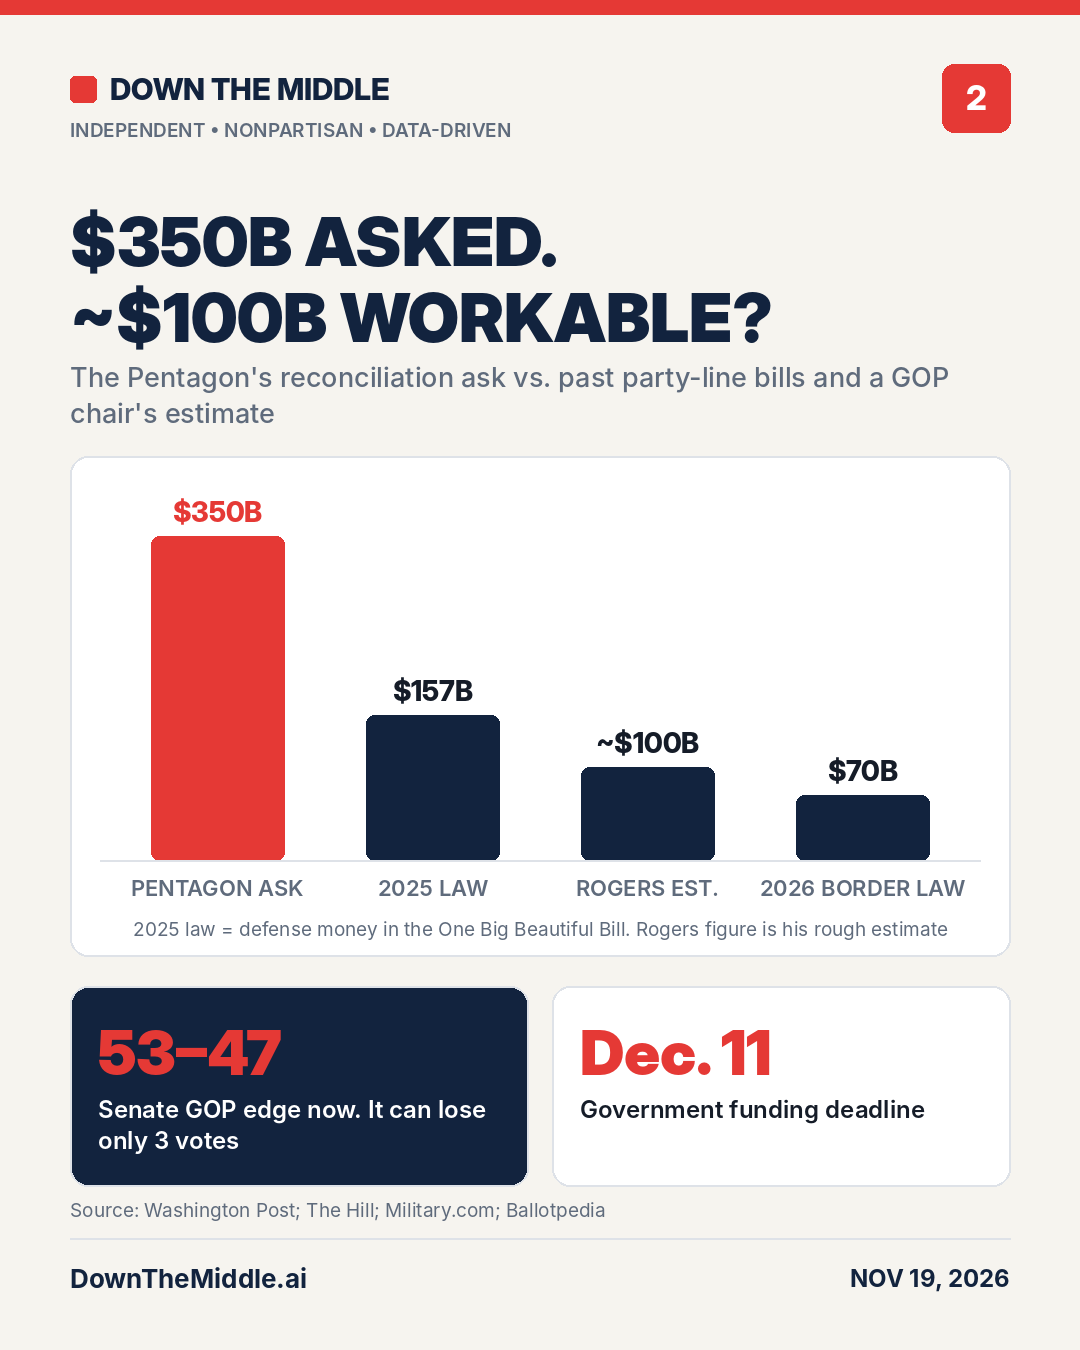 DOWN THE MIDDLE
INDEPENDENT • NONPARTISAN • DATA-DRIVEN
2
$350B ASKED.
~$100B WORKABLE?
The Pentagon's reconciliation ask vs. past party-line bills and a GOP
chair's estimate
$350B
$157B
~$100B
$70B
PENTAGON ASK
2025 LAW
ROGERS EST.
2026 BORDER LAW
2025 law = defense money in the One Big Beautiful Bill. Rogers figure is his rough estimate
53–47
Senate GOP edge now. It can lose
only 3 votes
Dec. 11
Government funding deadline
Source: Washington Post; The Hill; Military.com; Ballotpedia
DownTheMiddle.ai
NOV 19, 2026